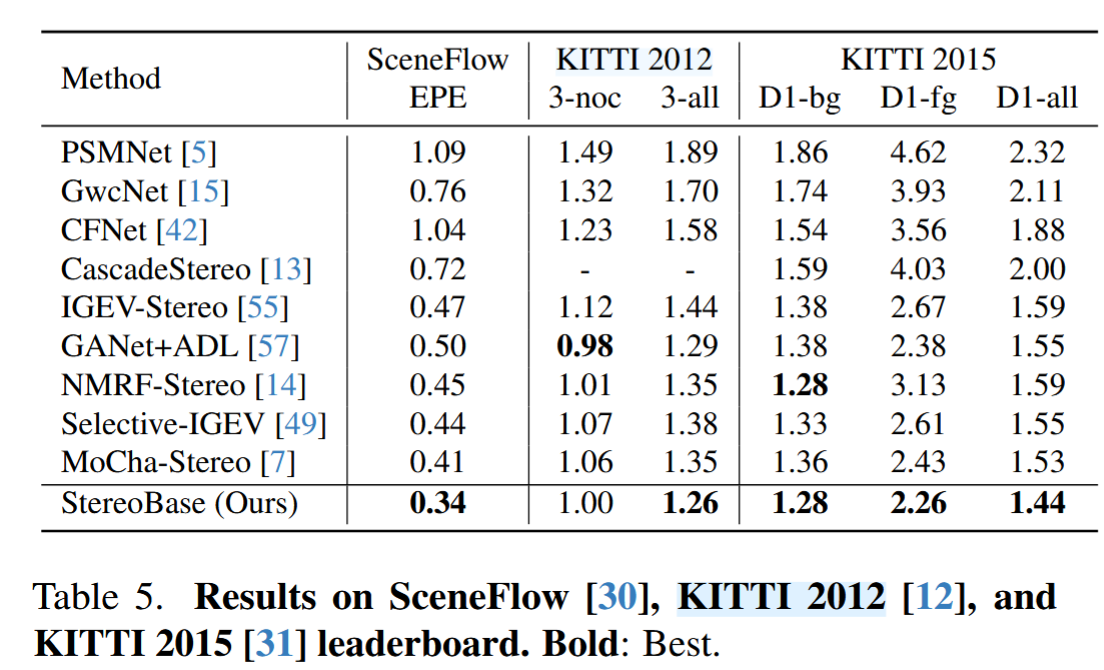 Method SceneFlow KITTI 2012 KITTI 2015
EPE 3-noc 3-all D1-bg D1-fg D1-all
PSMNet [5] 1.09 1.49 1.89 1.86 4.62 2.32
GwcNet [15] 0.76 1.32 1.70 1.74 3.93 2.11
CFNet [42] 1.04 1.23 1.58 1.54 3.56 1.88
CascadeStereo [13] 0.72 - - 1.59 4.03 2.00
IGEV-Stereo [55] 0.47 1.12 1.44 1.38 2.67 1.59
GANet+ADL [57] 0.50 0.98 1.29 1.38 2.38 1.55
NMRF-Stereo [14] 0.45 1.01 1.35 1.28 3.13 1.59
Selective-IGEV [49] 0.44 1.07 1.38 1.33 2.61 1.55
MoCha-Stereo [7] 0.41 1.06 1.35 1.36 2.43 1.53
StereoBase (Ours) 0.34 1.00 1.26 1.28 2.26 1.44
Table 5. Results on SceneFlow [30], KITTI 2012 [12], and
KITTI 2015 [31] leaderboard. Bold: Best.